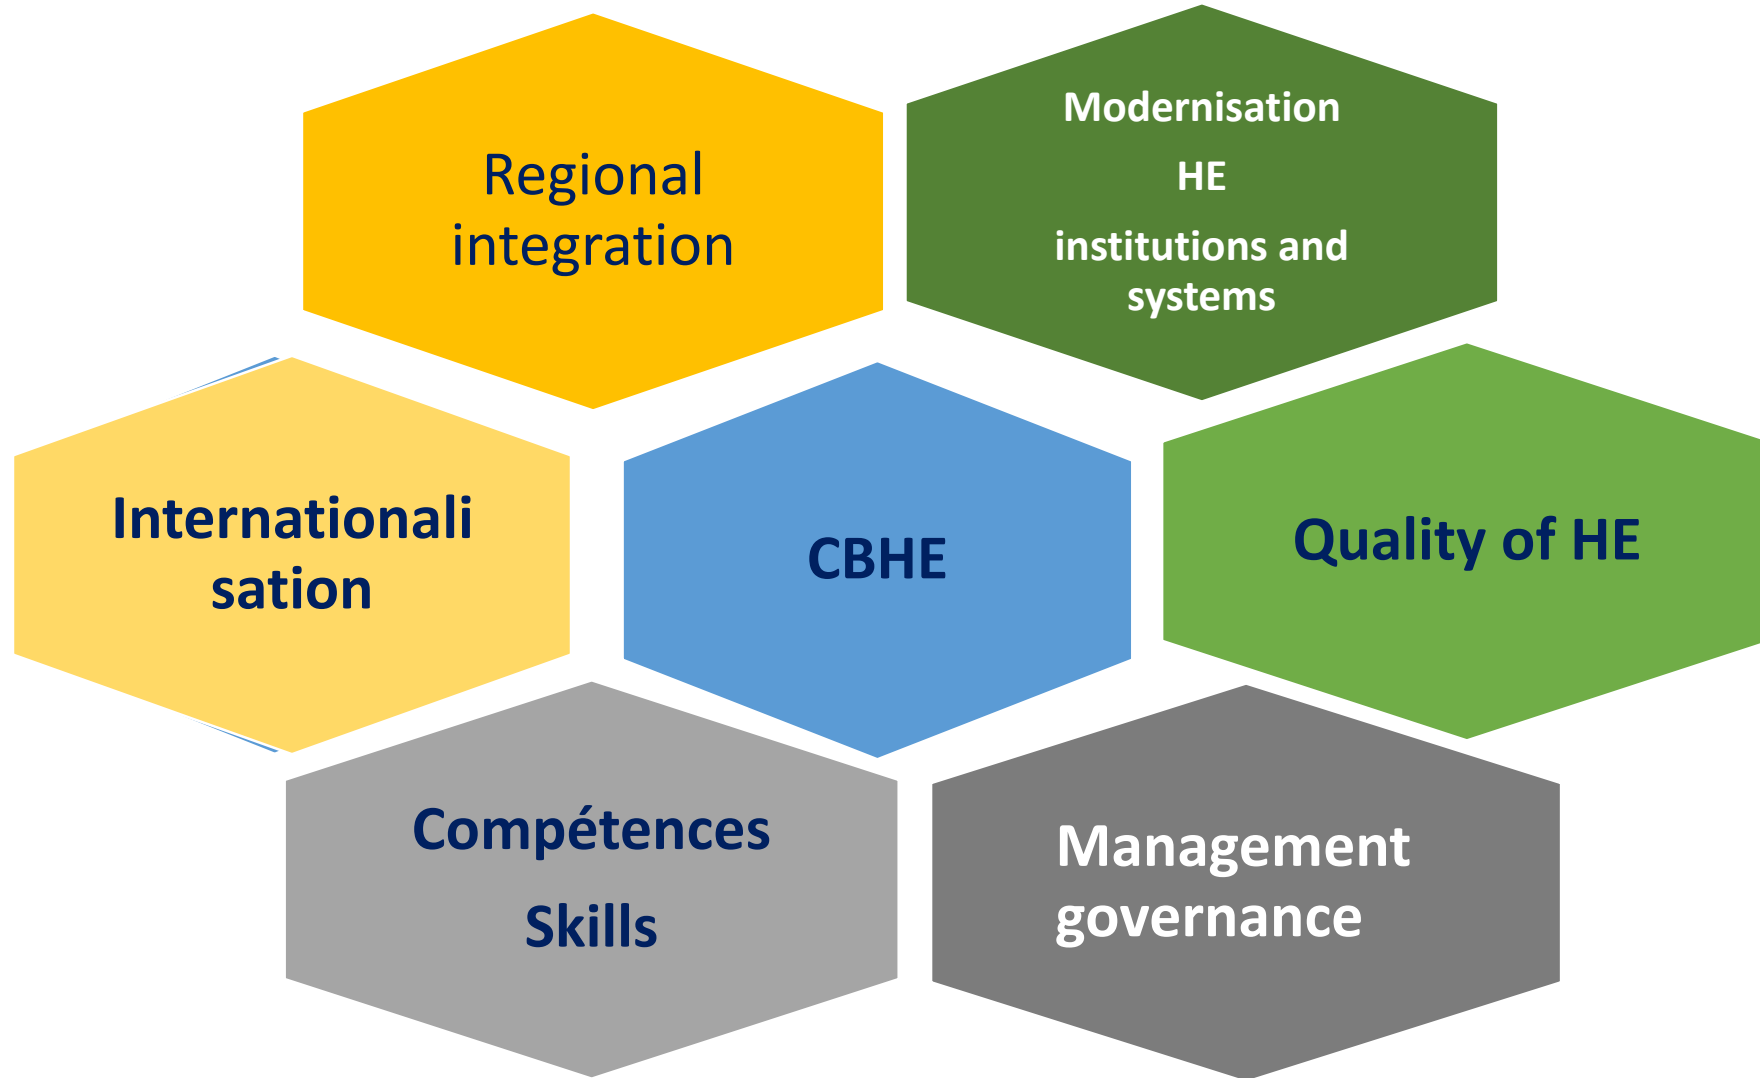 Regional
integration
Modernisation
HE
institutions and
systems
Internationali
sation
CBHE
Quality of HE
Compétences
Skills
Management
governance